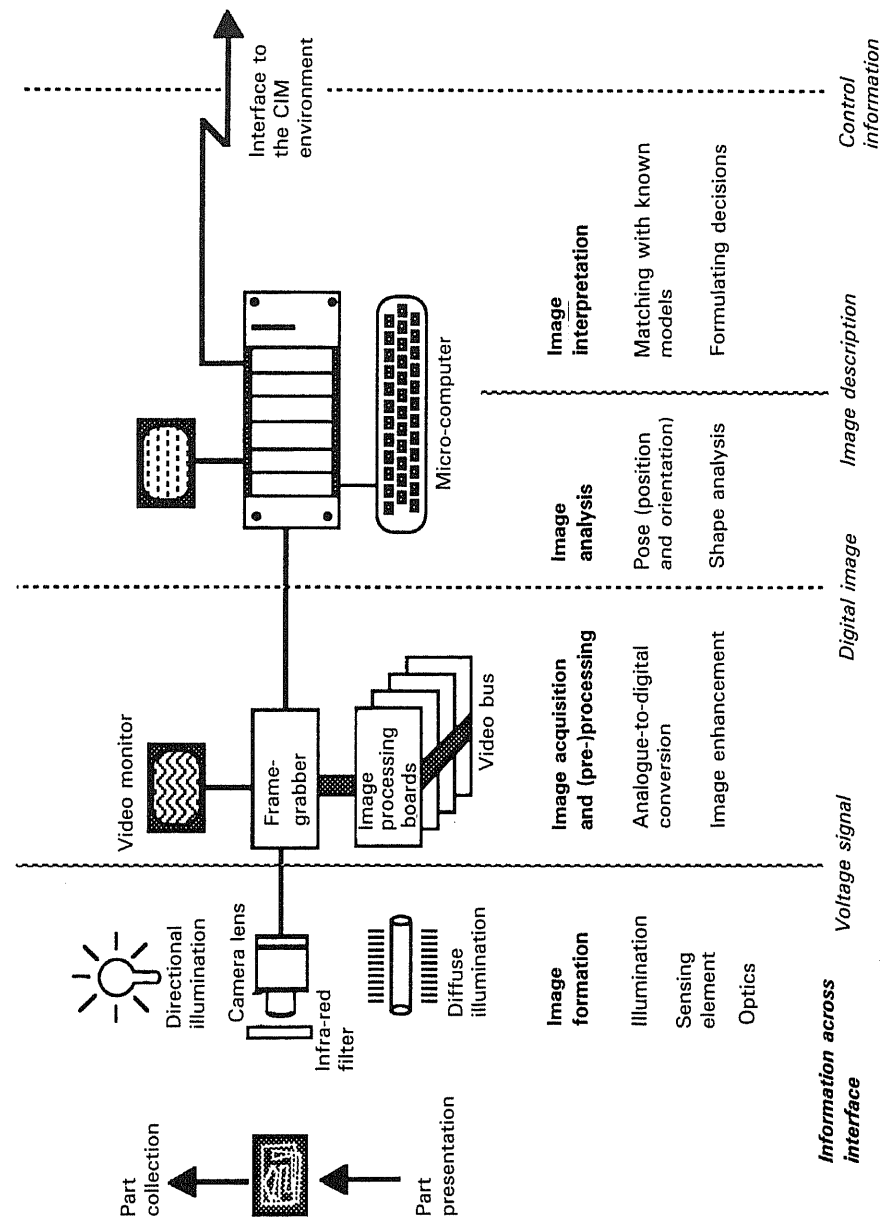 Part
collection
Part
presentation
Directional
illumination
Camera lens
Infra-red
filter
Diffuse
illumination
Video monitor
Frame-
grabber
Image
processing
boards
Video bus
Micro-computer
Interface to
the CIM
environment
Image
formation
Illumination
Sensing
element
Optics
Image acquisition
and (pre-)processing
Analogue-to-digital
conversion
Image enhancement
Image
analysis
Pose (position
and orientation)
Shape analysis
Image
interpretation
Matching with known
models
Formulating decisions
Information across
interface
Voltage signal
Digital image
Image description
Control
information